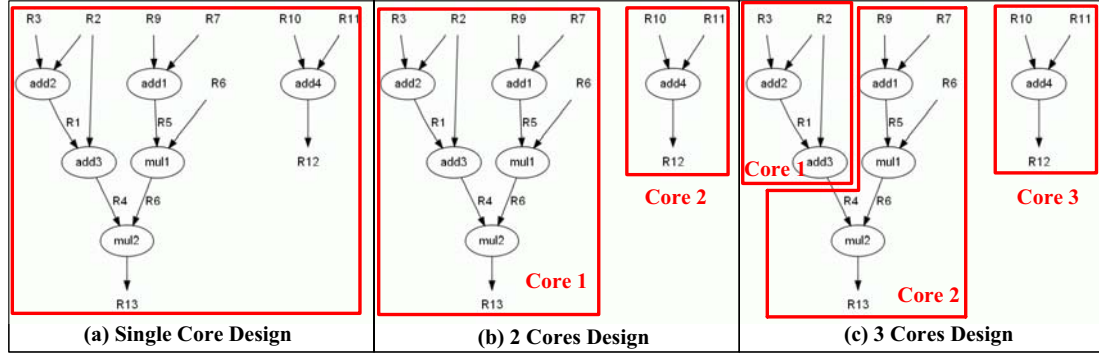 R3 R2 R9 R7 R10 R11
add2 add1 add4
R6
R1 R5
add3 mul1 R12
R4 R6
mul2
R13
(a) Single Core Design
R3 R2 R9 R7 R10 R11
add2 add1 add4
R6
R1 R5
add3 mul1 R12
Core 2
R4 R6
mul2
Core 1
R13
(b) 2 Cores Design
R3 R2 R9 R7 R10 R11
add2 add1 add4
R6
R1 R5
add3 mul1 R12
Core 1
Core 3
R4 R6
mul2
Core 2
R13
(c) 3 Cores Design